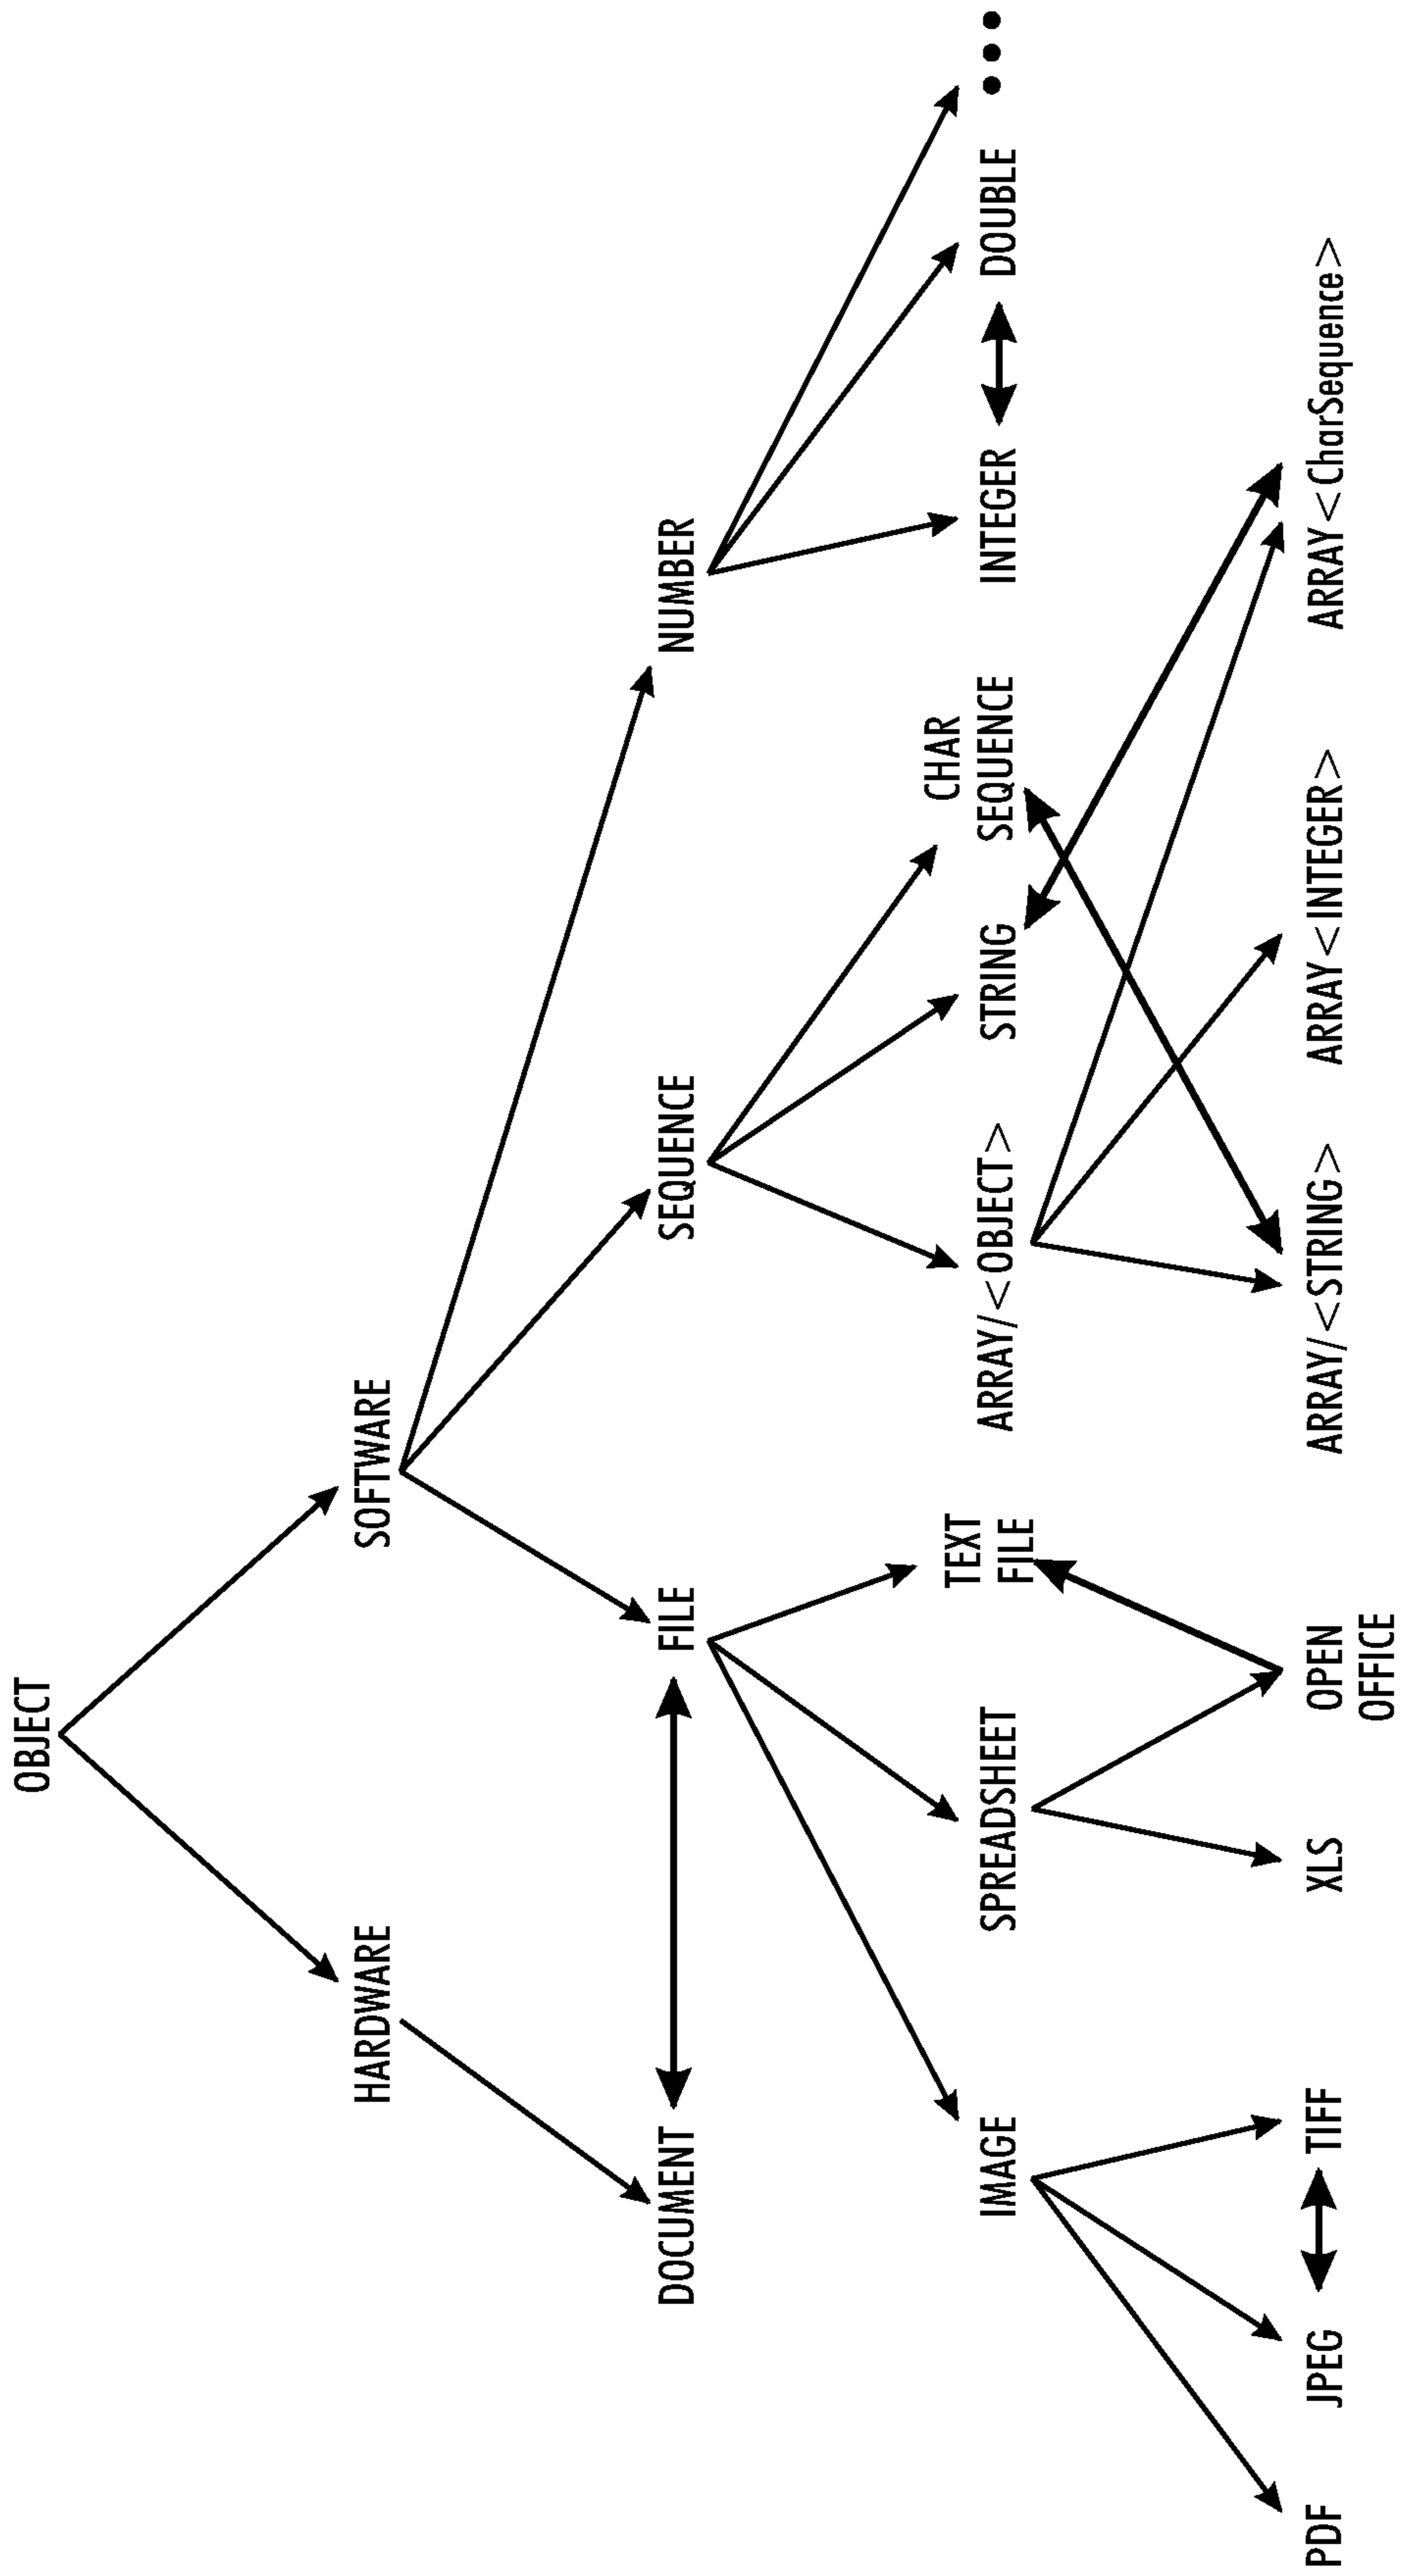 OBJECT
HARDWARE
SOFTWARE
DOCUMENT
FILE
SEQUENCE
NUMBER
IMAGE
SPREADSHEET
TEXT
FILE
ARRAY/<OBJECT>
STRING
CHAR
SEQUENCE
INTEGER
DOUBLE
PDF
JPEG
TIFF
XLS
OPEN
OFFICE
ARRAY/<STRING>
ARRAY<INTEGER>
ARRAY<CharSequence>